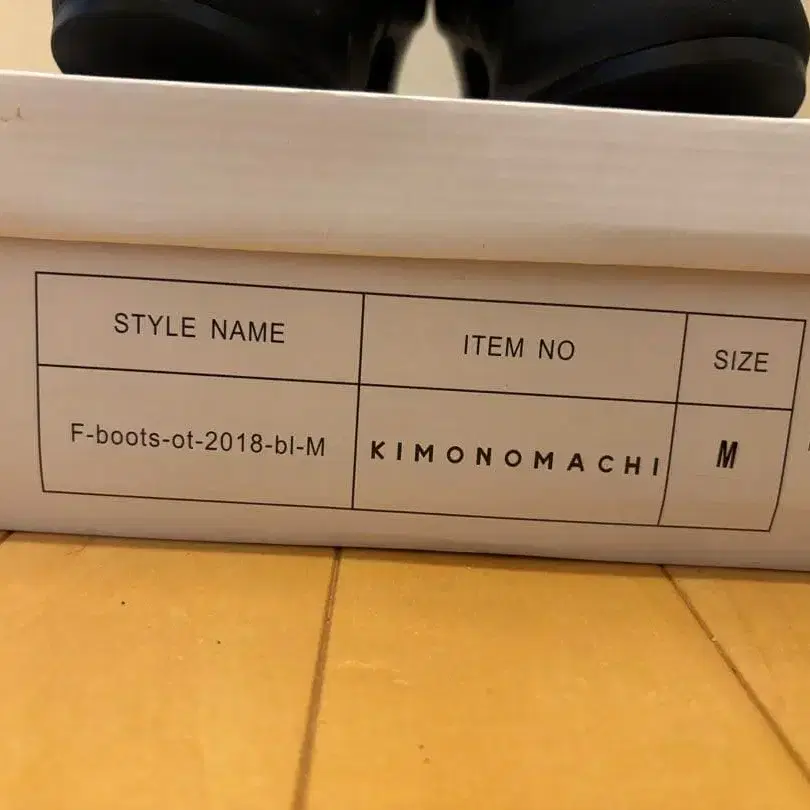 STYLE NAME
ITEM NO
SIZE
F-boots-ot-2018-bl-M
KIMONOMACHI
M